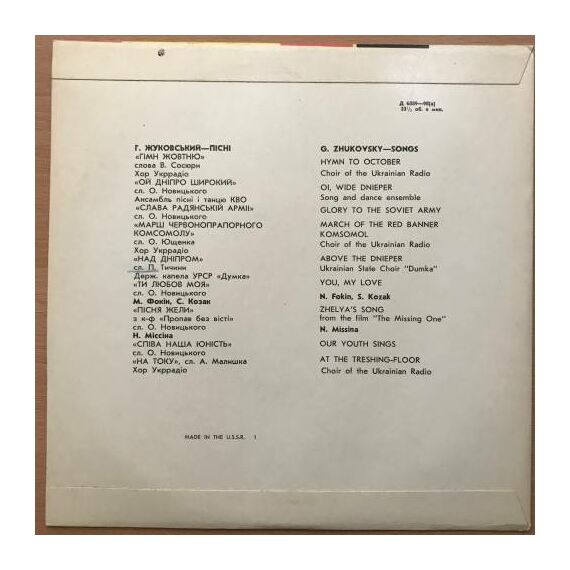 Д 6089—90(а)
33⅓ об. в мин.
Г. ЖУКОВСЬКИЙ—ПІСНІ
«ГІМН ЖОВТНЮ»
слова В. Сосюри
Хор Укррадіо
«ОЙ ДНІПРО ШИРОКИЙ»
сл. О. Новицького
Ансамбль пісні і танцю КВО
«СЛАВА РАДЯНСЬКІЙ АРМІЇ»
сл. О. Новицького
«МАРШ ЧЕРВОНОПРАПОРНОГО
КОМСОМОЛУ»
сл. О. Ющенка
Хор Укррадіо
«НАД ДНІПРОМ»
сл. П. Тичини
Держ. капела УРСР «Думка»
«ТИ ЛЮБОВ МОЯ»
сл. О. Новицького
М. Фокін, С. Козак
«ПІСНЯ ЖЕЛИ»
з к-ф «Пропав без вісті»
сл. О. Новицького
Н. Міссіна
«СПІВА НАША ЮНІСТЬ»
сл. О. Новицького
«НА ТОКУ», сл. А. Малишка
Хор Укррадіо
G. ZHUKOVSKY—SONGS
HYMN TO OCTOBER
Choir of the Ukrainian Radio
OI, WIDE DNIEPER
Song and dance ensemble
GLORY TO THE SOVIET ARMY
MARCH OF THE RED BANNER
KOMSOMOL
Choir of the Ukrainian Radio
ABOVE THE DNIEPER
Ukrainian State Choir "Dumka"
YOU, MY LOVE
N. Fokin, S. Kozak
ZHELYA'S SONG
from the film "The Missing One"
N. Missina
OUR YOUTH SINGS
AT THE TRESHING-FLOOR
Choir of the Ukrainian Radio
MADE IN THE U.S.S.R. 1